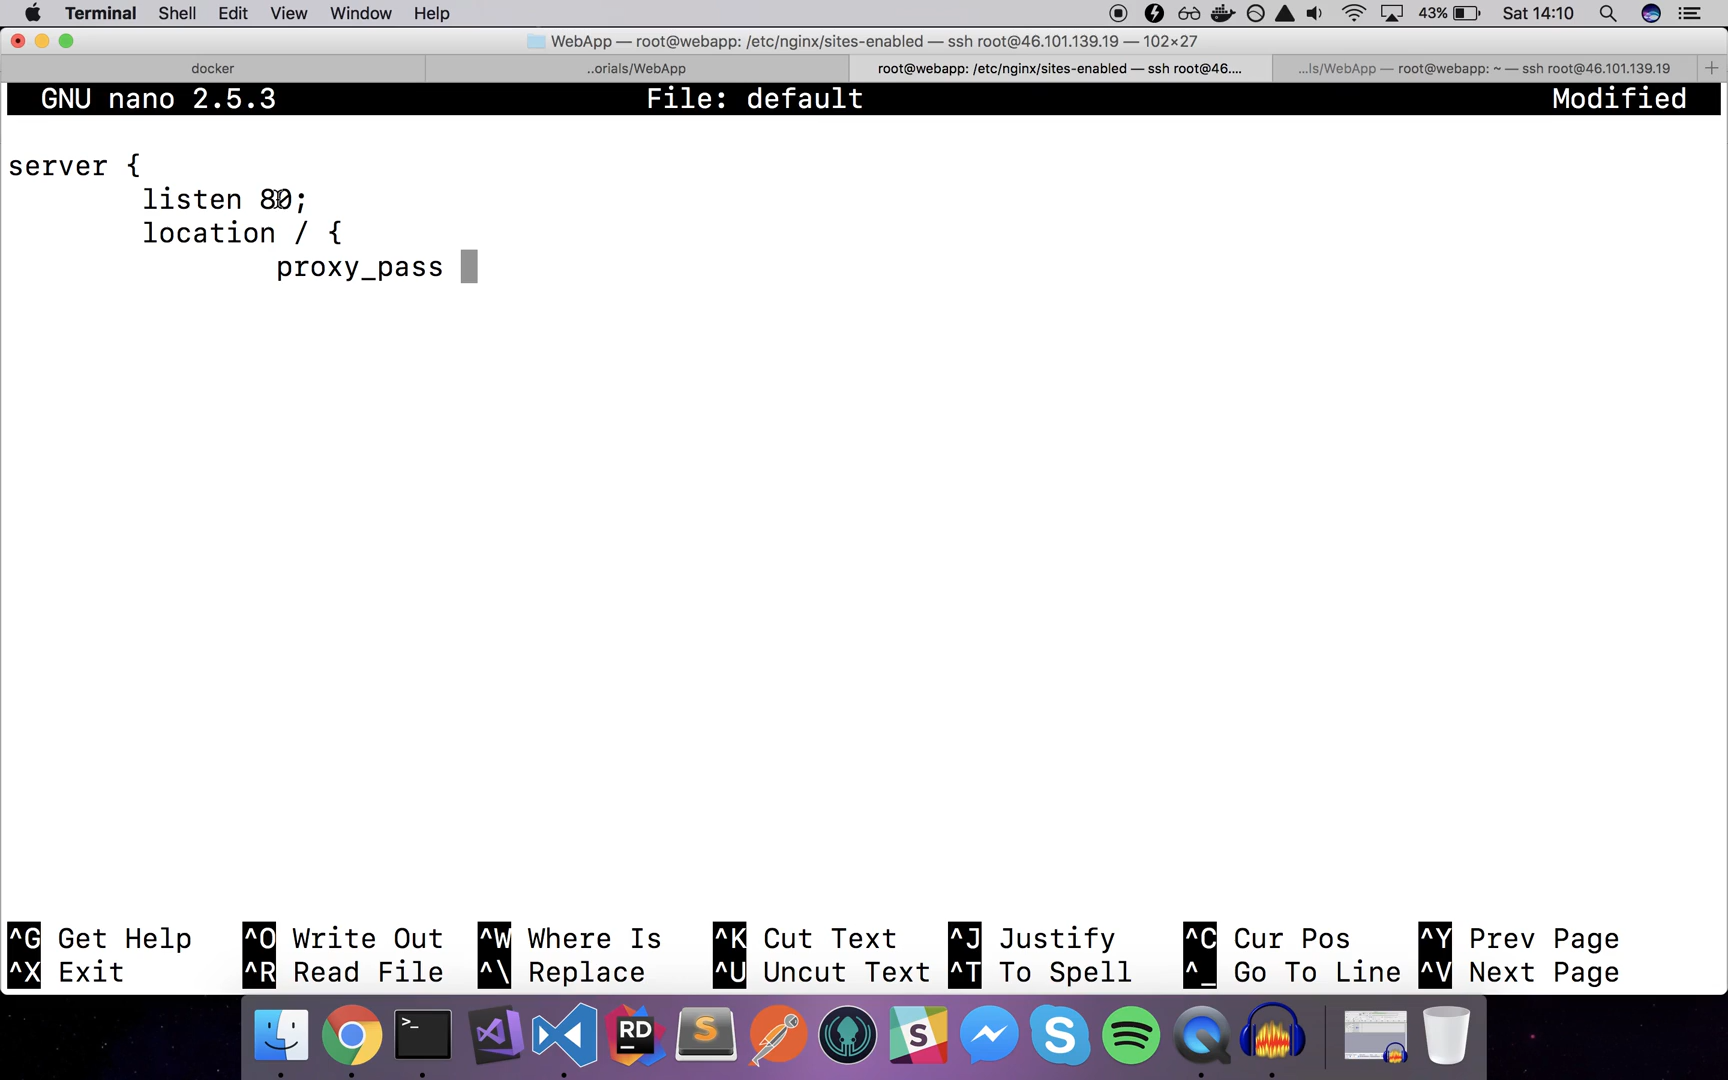 Terminal Shell Edit View Window Help 43% Sat 14:10
WebApp — root@webapp: /etc/nginx/sites-enabled — ssh root@46.101.139.19 — 102×27
docker ..orials/WebApp root@webapp: /etc/nginx/sites-enabled — ssh root@46.... ...ls/WebApp — root@webapp: ~ — ssh root@46.101.139.19
GNU nano 2.5.3 File: default Modified
server {
listen 80;
location / {
proxy_pass
^G Get Help ^O Write Out ^W Where Is ^K Cut Text ^J Justify ^C Cur Pos ^Y Prev Page
^X Exit ^R Read File ^\ Replace ^U Uncut Text ^T To Spell ^_ Go To Line ^V Next Page
>_ RD S S S